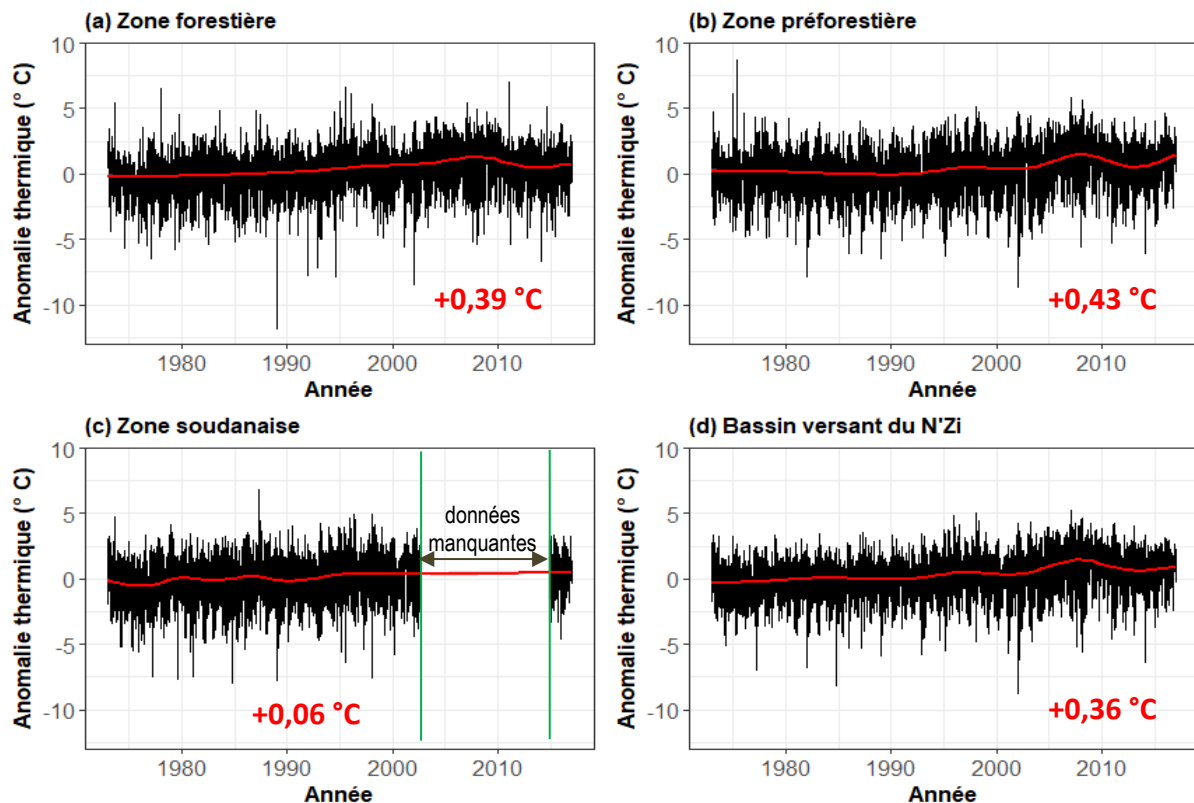 (a) Zone forestière
Anomalie thermique (° C)
10
5
0
-5
-10
+0,39 °C
1980 1990 2000 2010
Année
(b) Zone préforestière
Anomalie thermique (° C)
10
5
0
-5
-10
+0,43 °C
1980 1990 2000 2010
Année
(c) Zone soudanaise
Anomalie thermique (° C)
10
5
0
-5
-10
données
manquantes
+0,06 °C
1980 1990 2000 2010
Année
(d) Bassin versant du N'Zi
Anomalie thermique (° C)
10
5
0
-5
-10
+0,36 °C
1980 1990 2000 2010
Année